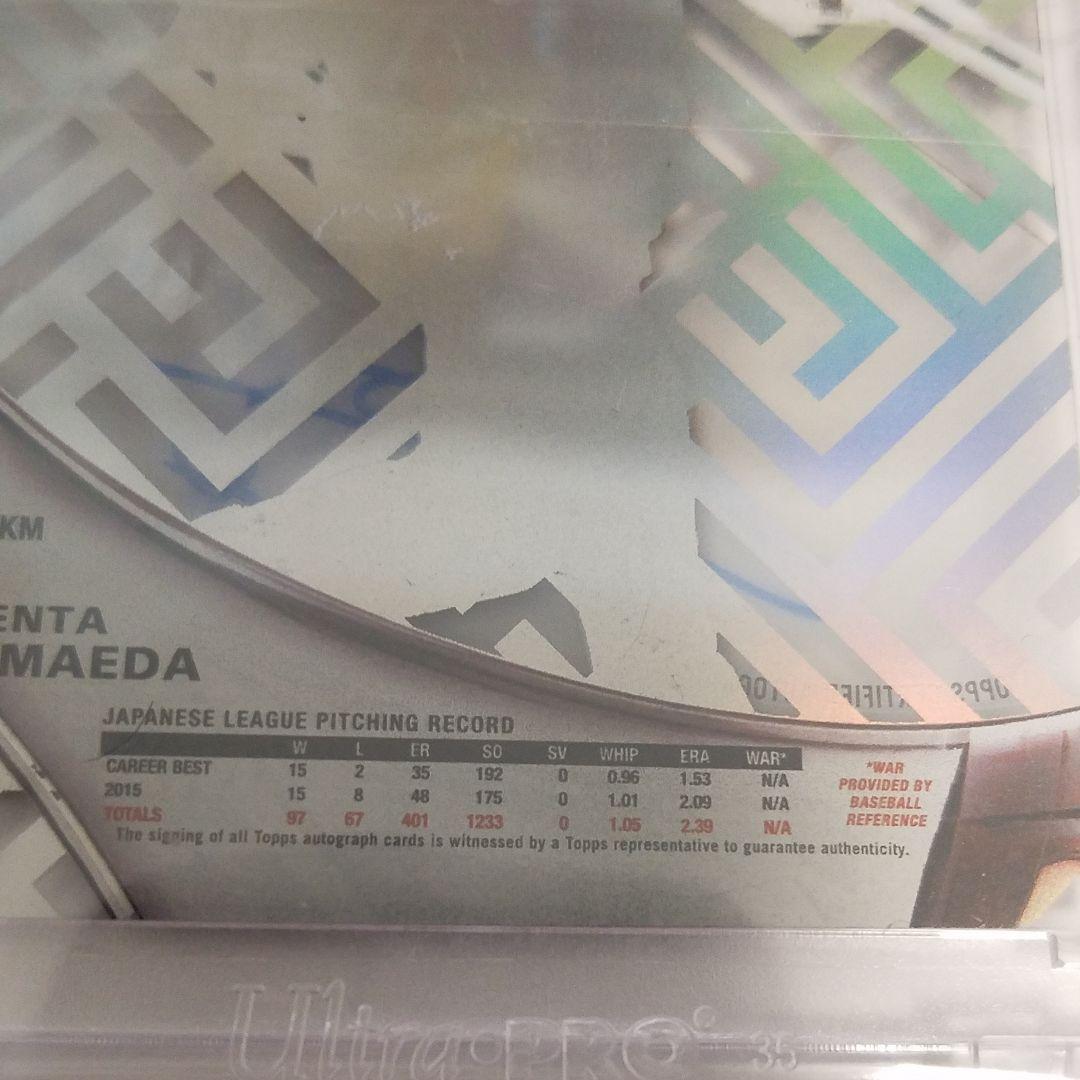 KM
ENTA
MAEDA
JAPANESE LEAGUE PITCHING RECORD
W L ER SO SV WHIP ERA WAR*
CAREER BEST 15 2 35 192 0 0.96 1.53 N/A
2015 15 8 48 175 0 1.01 2.09 N/A
TOTALS 97 67 401 1233 0 1.05 2.39 N/A
*WAR
PROVIDED BY
BASEBALL
REFERENCE
The signing of all Topps autograph cards is witnessed by a Topps representative to guarantee authenticity.
Ultra PRO 35